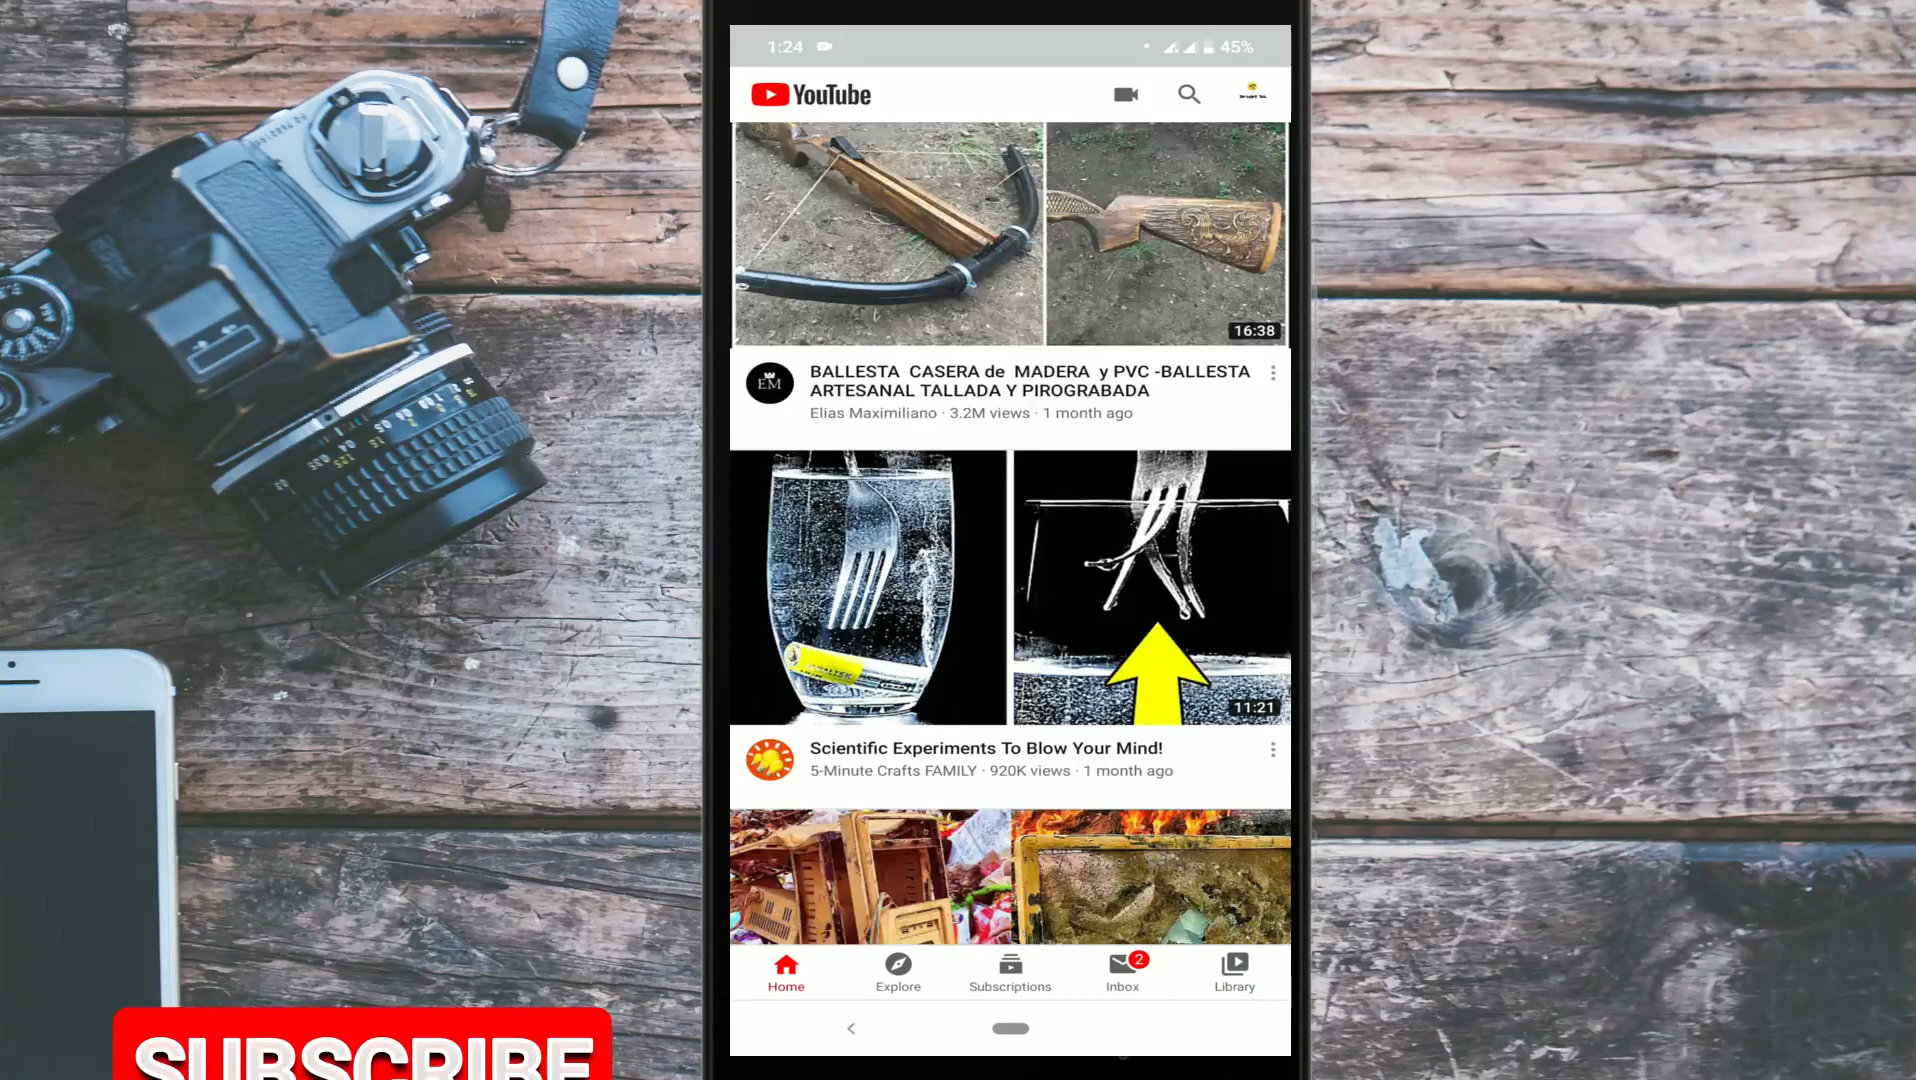 1:24
45%
YouTube
16:38
BALLESTA CASERA de MADERA y PVC -BALLESTA
ARTESANAL TALLADA Y PIROGRABADA
Elias Maximiliano · 3.2M views · 1 month ago
EM
11:21
Scientific Experiments To Blow Your Mind!
5-Minute Crafts FAMILY · 920K views · 1 month ago
Home
Explore
Subscriptions
2
Inbox
Library
SUBSCRIBE